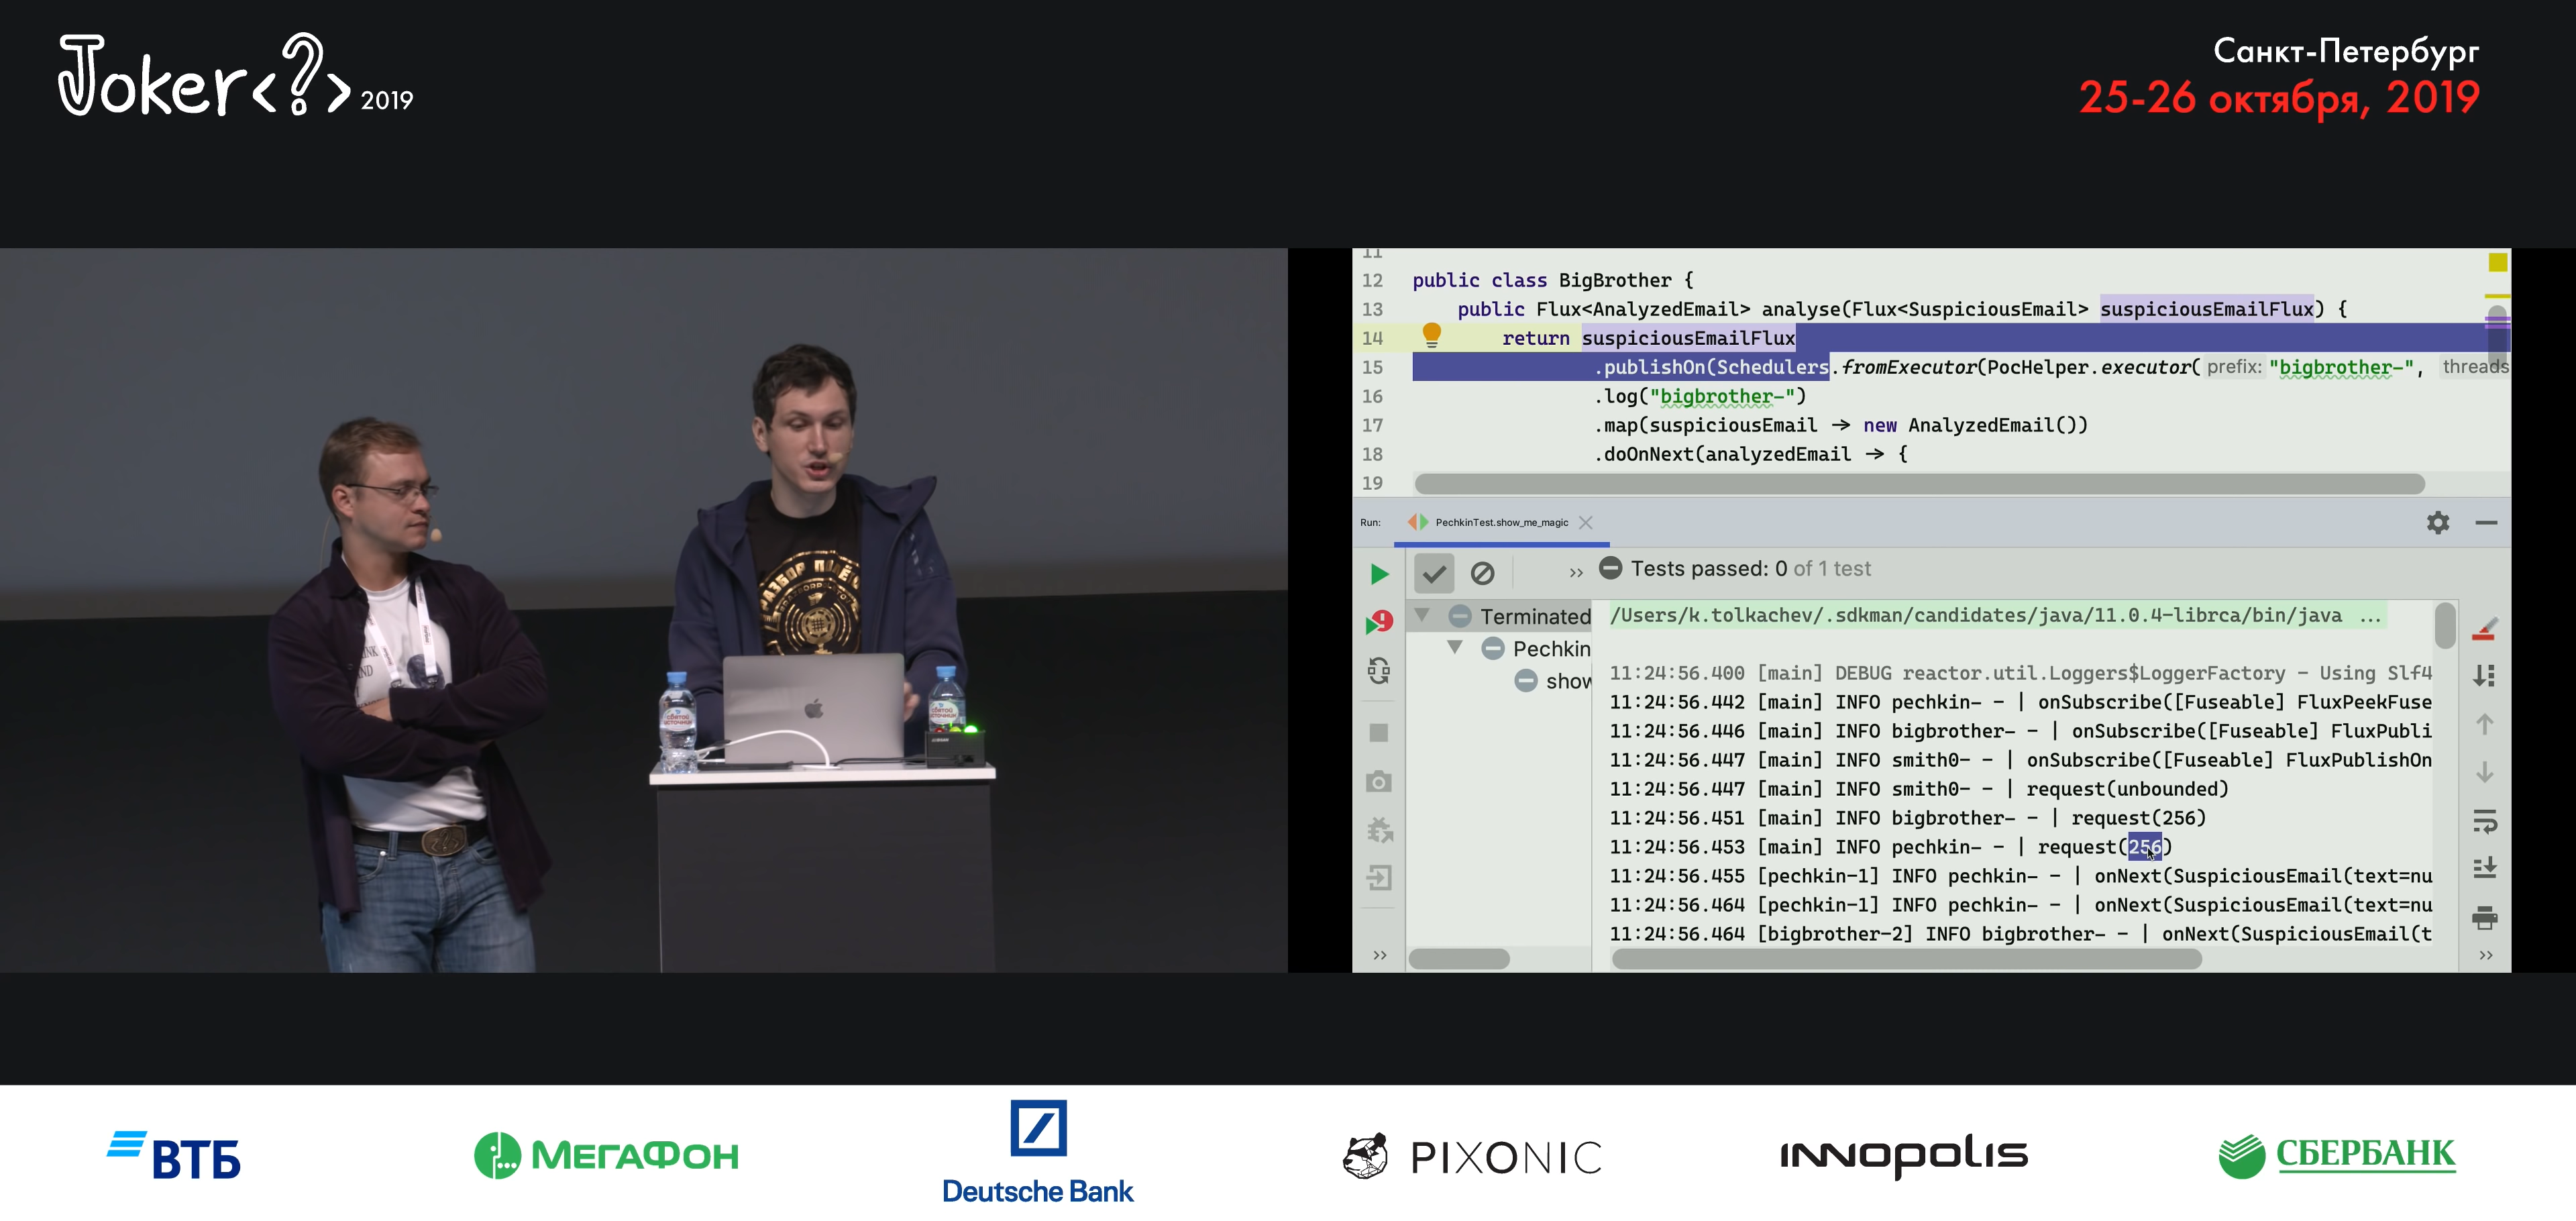 Joker<?> 2019
Санкт-Петербург
25-26 октября, 2019
РАЗБОР ПОЛЁ
11
12 public class BigBrother {
13 public Flux<AnalyzedEmail> analyse(Flux<SuspiciousEmail> suspiciousEmailFlux) {
14 return suspiciousEmailFlux
15 .publishOn(Schedulers.fromExecutor(PocHelper.executor( prefix: "bigbrother-", threads
16 .log("bigbrother-")
17 .map(suspiciousEmail → new AnalyzedEmail())
18 .doOnNext(analyzedEmail → {
19
Run: PechkinTest.show_me_magic
Tests passed: 0 of 1 test
Terminated
Pechkin
show
/Users/k.tolkachev/.sdkman/candidates/java/11.0.4-librca/bin/java ...
11:24:56.400 [main] DEBUG reactor.util.Loggers$LoggerFactory - Using Slf4
11:24:56.442 [main] INFO pechkin- - | onSubscribe([Fuseable] FluxPeekFuse
11:24:56.446 [main] INFO bigbrother- - | onSubscribe([Fuseable] FluxPubli
11:24:56.447 [main] INFO smith0- - | onSubscribe([Fuseable] FluxPublishOn
11:24:56.447 [main] INFO smith0- - | request(unbounded)
11:24:56.451 [main] INFO bigbrother- - | request(256)
11:24:56.453 [main] INFO pechkin- - | request(256)
11:24:56.455 [pechkin-1] INFO pechkin- - | onNext(SuspiciousEmail(text=nu
11:24:56.464 [pechkin-1] INFO pechkin- - | onNext(SuspiciousEmail(text=nu
11:24:56.464 [bigbrother-2] INFO bigbrother- - | onNext(SuspiciousEmail(t
ВТБ
МЕГАФОН
Deutsche Bank
PIXONIC
INNOPOLIS
СБЕРБАНК